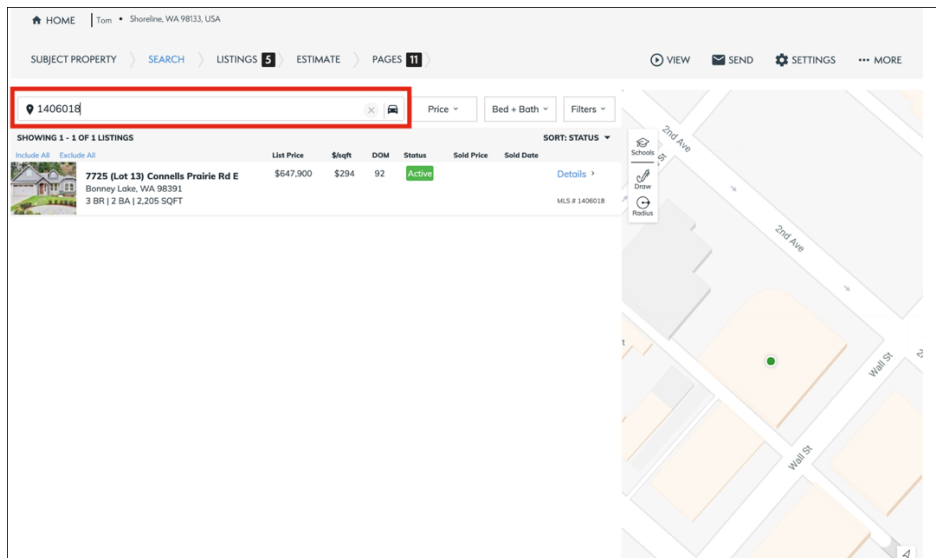 HOME Tom • Shoreline, WA 98133, USA
SUBJECT PROPERTY SEARCH LISTINGS 5 ESTIMATE PAGES 11 VIEW SEND SETTINGS ••• MORE
1406018 Price Bed + Bath Filters
SHOWING 1 - 1 OF 1 LISTINGS SORT: STATUS
Include All Exclude All List Price $/sqft DOM Status Sold Price Sold Date
7725 (Lot 13) Connells Prairie Rd E $647,900 $294 92 Active Details
Bonney Lake, WA 98391
3 BR | 2 BA | 2,205 SQFT MLS # 1406018
Schools
Draw
Radius
2nd Ave
St
2nd Ave
Wall St
Wall St